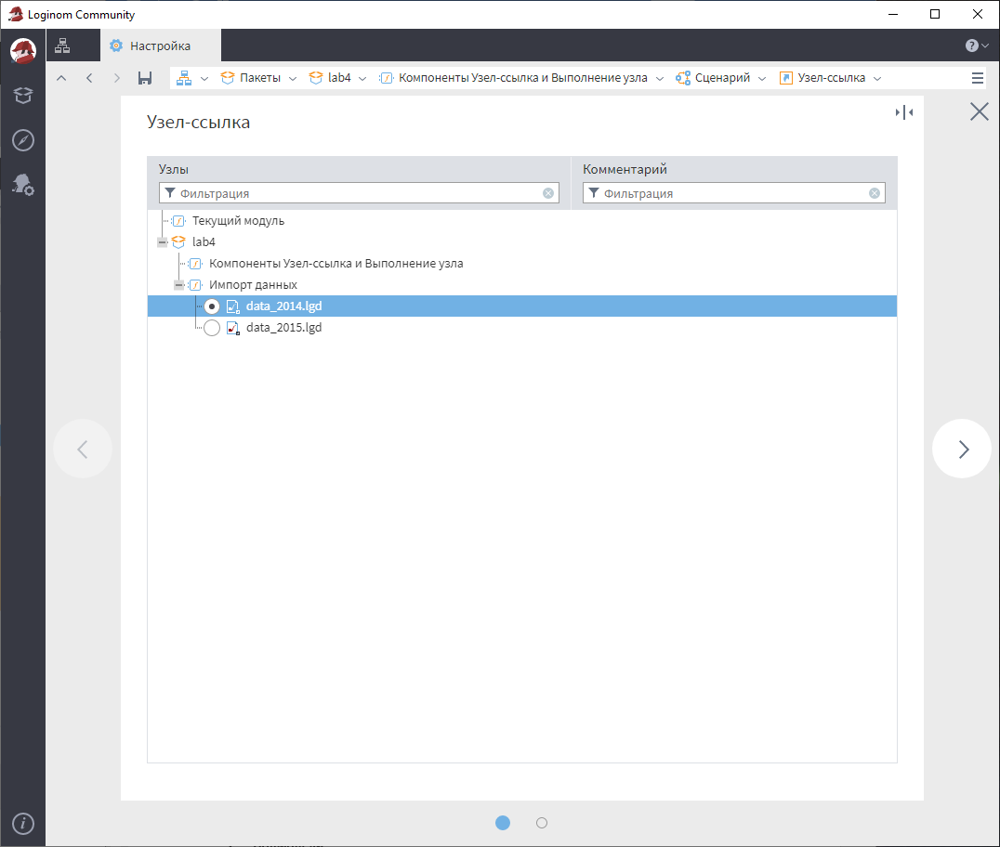 Loginom Community
Настройка
Пакеты lab4 Компоненты Узел-ссылка и Выполнение узла Сценарий Узел-ссылка
Узел-ссылка
Узлы Комментарий
Фильтрация Фильтрация
Текущий модуль
lab4
Компоненты Узел-ссылка и Выполнение узла
Импорт данных
data_2014.lgd
data_2015.lgd